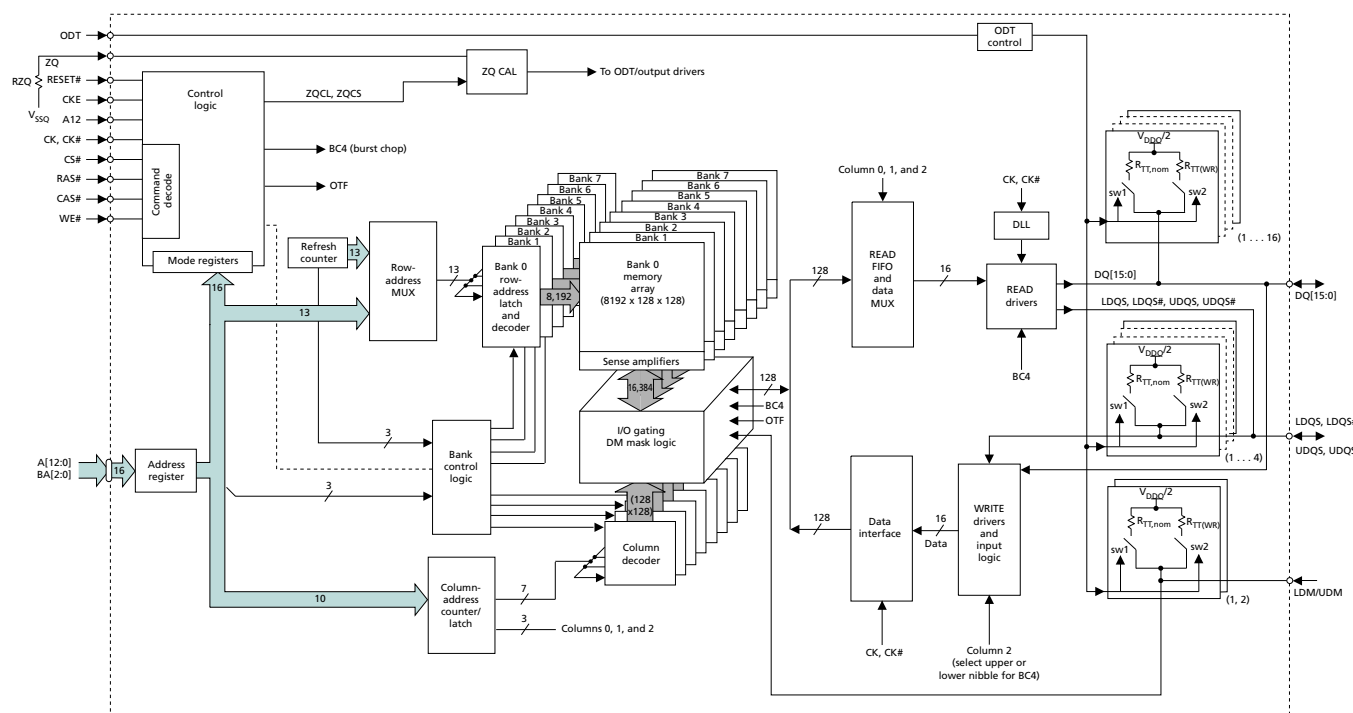 ODT
ODT
control
ZQ
RZQ
VSSQ
RESET#
CKE
A12
CK, CK#
CS#
RAS#
CAS#
WE#
Control
logic
Command
decode
Mode registers
ZQCL, ZQCS
ZQ CAL
To ODT/output drivers
BC4 (burst chop)
OTF
16
13
Refresh
counter
13
Row-
address
MUX
13
Bank 7
Bank 6
Bank 5
Bank 4
Bank 3
Bank 2
Bank 1
Bank 0
row-
address
latch
and
decoder
8,192
Bank 7
Bank 6
Bank 5
Bank 4
Bank 3
Bank 2
Bank 1
Bank 0
memory
array
(8192 x 128 x 128)
Sense amplifiers
16,384
I/O gating
DM mask logic
128
BC4
OTF
(128
x128)
Column
decoder
3
3
Bank
control
logic
A[12:0]
BA[2:0]
16
Address
register
10
Column-
address
counter/
latch
7
3
Columns 0, 1, and 2
Column 0, 1, and 2
128
READ
FIFO
and
data
MUX
16
CK, CK#
DLL
READ
drivers
BC4
DQ[15:0]
LDQS, LDQS#, UDQS, UDQS#
128
Data
interface
16
Data
WRITE
drivers
and
input
logic
CK, CK#
Column 2
(select upper or
lower nibble for BC4)
VDDQ/2
RTT,nom
RTT(WR)
sw1
sw2
(1 . . . 16)
DQ[15:0]
VDDQ/2
RTT,nom
RTT(WR)
sw1
sw2
(1 . . . 4)
LDQS, LDQS#
UDQS, UDQS
VDDQ/2
RTT,nom
RTT(WR)
sw1
sw2
(1, 2)
LDM/UDM